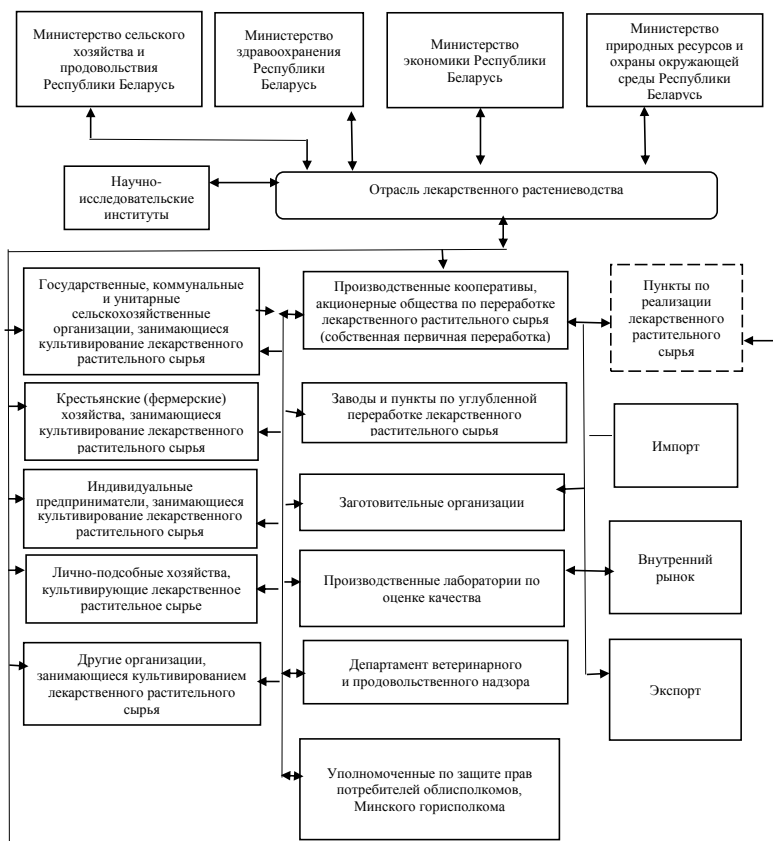 Министерство сельского
хозяйства и
продовольствия
Республики Беларусь
Министерство
здравоохранения
Республики
Беларусь
Министерство
экономики Республики
Беларусь
Министерство
природных ресурсов и
охраны окружающей
среды Республики
Беларусь
Научно-
исследовательские
институты
Отрасль лекарственного растениеводства
Государственные, коммунальные
и унитарные
сельскохозяйственные
организации, занимающиеся
культивирование лекарственного
растительного сырья
Производственные кооперативы,
акционерные общества по переработке
лекарственного растительного сырья
(собственная первичная переработка)
Пункты по
реализации
лекарственного
растительного
сырья
Крестьянские (фермерские)
хозяйства, занимающиеся
культивирование лекарственного
растительного сырья
Заводы и пункты по углубленной
переработке лекарственного
растительного сырья
Импорт
Индивидуальные
предприниматели, занимающиеся
культивирование лекарственного
растительного сырья
Заготовительные организации
Лично-подсобные хозяйства,
культивирующие лекарственное
растительное сырье
Производственные лаборатории по
оценке качества
Внутренний
рынок
Другие организации,
занимающиеся культивированием
лекарственного растительного
сырья
Департамент ветеринарного
и продовольственного надзора
Экспорт
Уполномоченные по защите прав
потребителей облисполкомов,
Минского горисполкома